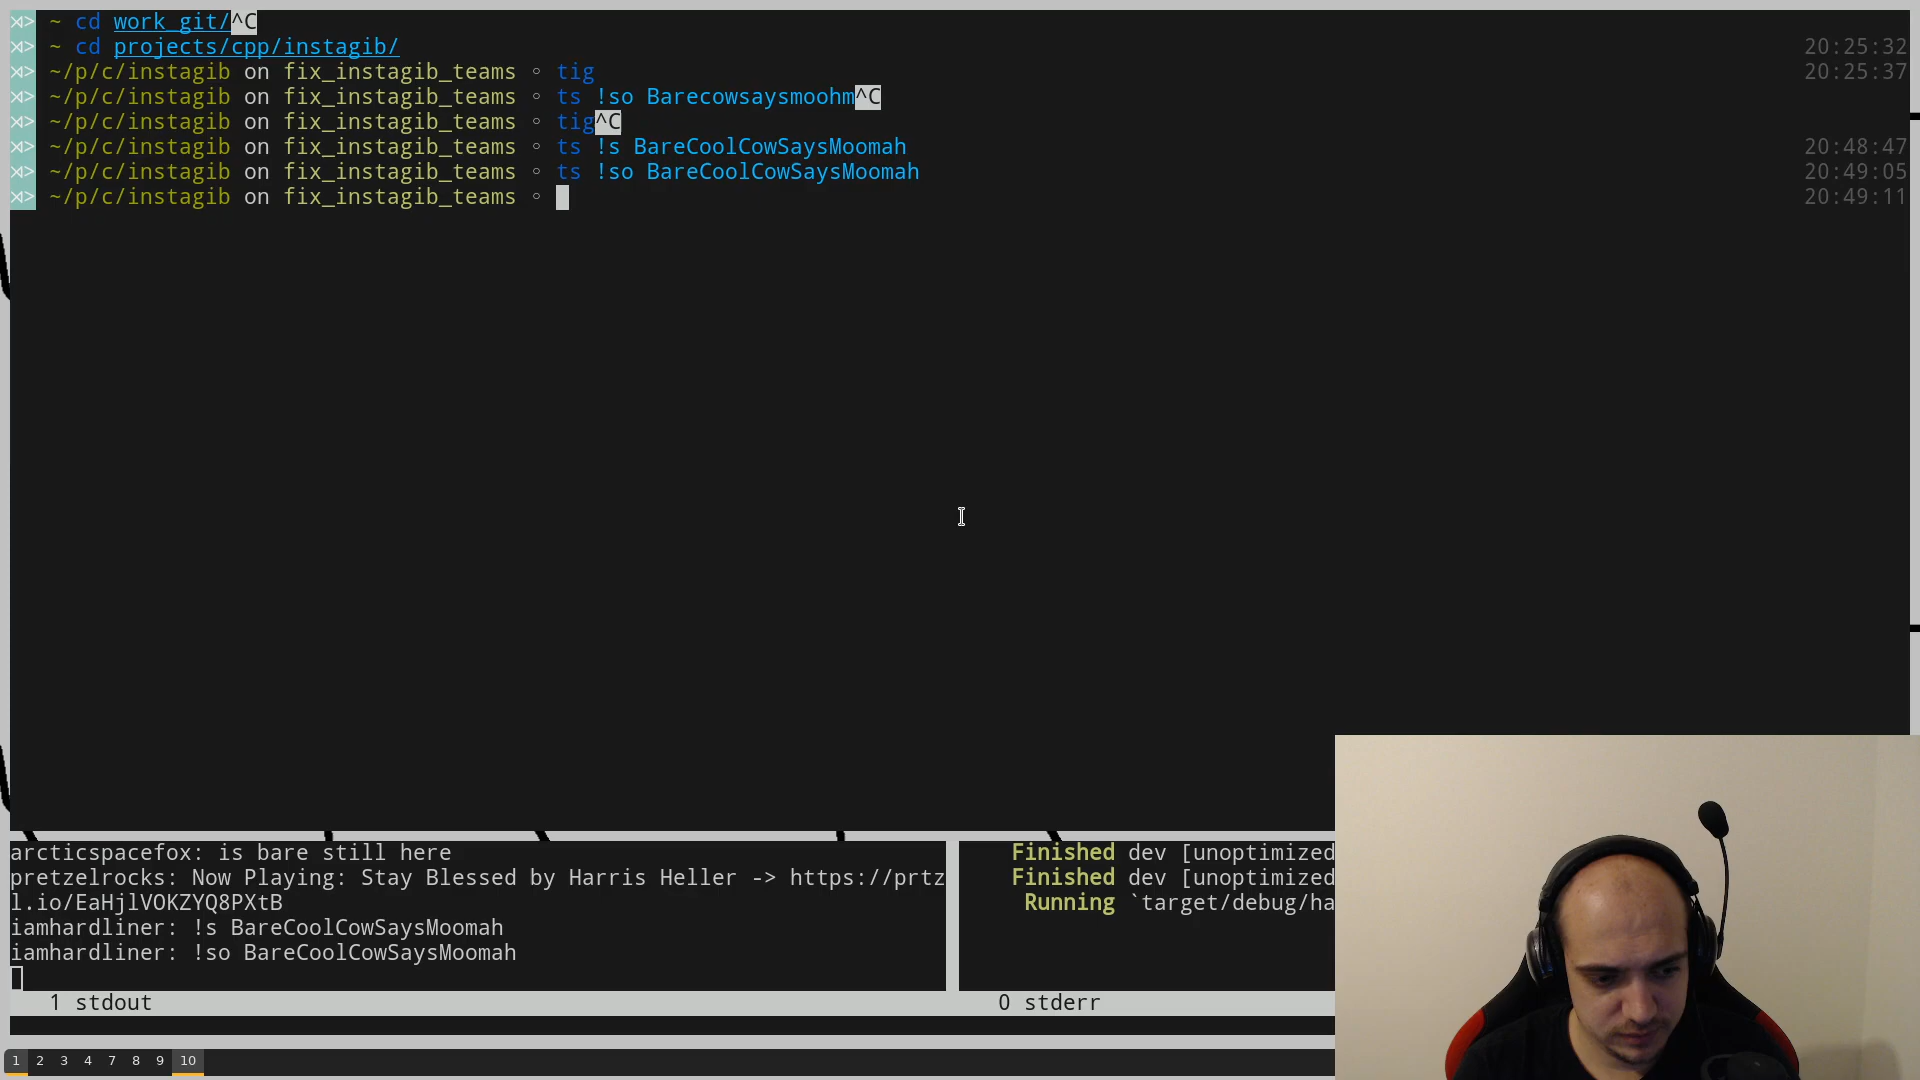 ⋊> ~ cd work_git/^C
⋊> ~ cd projects/cpp/instagib/ 20:25:32
⋊> ~/p/c/instagib on fix_instagib_teams ◦ tig 20:25:37
⋊> ~/p/c/instagib on fix_instagib_teams ◦ ts !so Barecowsaysmoohm^C
⋊> ~/p/c/instagib on fix_instagib_teams ◦ tig^C
⋊> ~/p/c/instagib on fix_instagib_teams ◦ ts !s BareCoolCowSaysMoomah 20:48:47
⋊> ~/p/c/instagib on fix_instagib_teams ◦ ts !so BareCoolCowSaysMoomah 20:49:05
⋊> ~/p/c/instagib on fix_instagib_teams ◦ 20:49:11
arcticspacefox: is bare still here
pretzelrocks: Now Playing: Stay Blessed by Harris Heller -> https://prtz
l.io/EaHjlVOKZYQ8PXtB
iamhardliner: !s BareCoolCowSaysMoomah
iamhardliner: !so BareCoolCowSaysMoomah
1 stdout
Finished dev [unoptimized
Finished dev [unoptimized
Running `target/debug/ha
0 stderr
1 2 3 4 7 8 9 10